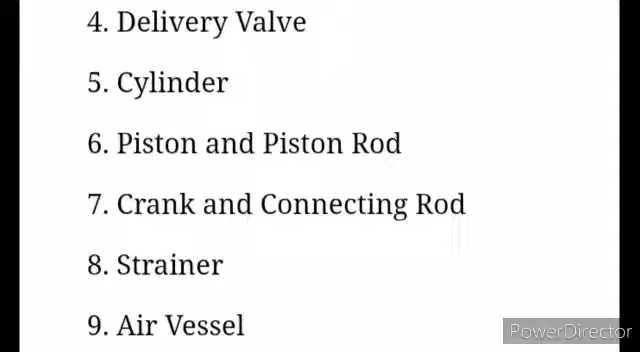 4. Delivery Valve
5. Cylinder
6. Piston and Piston Rod
7. Crank and Connecting Rod
8. Strainer
9. Air Vessel
PowerDirector